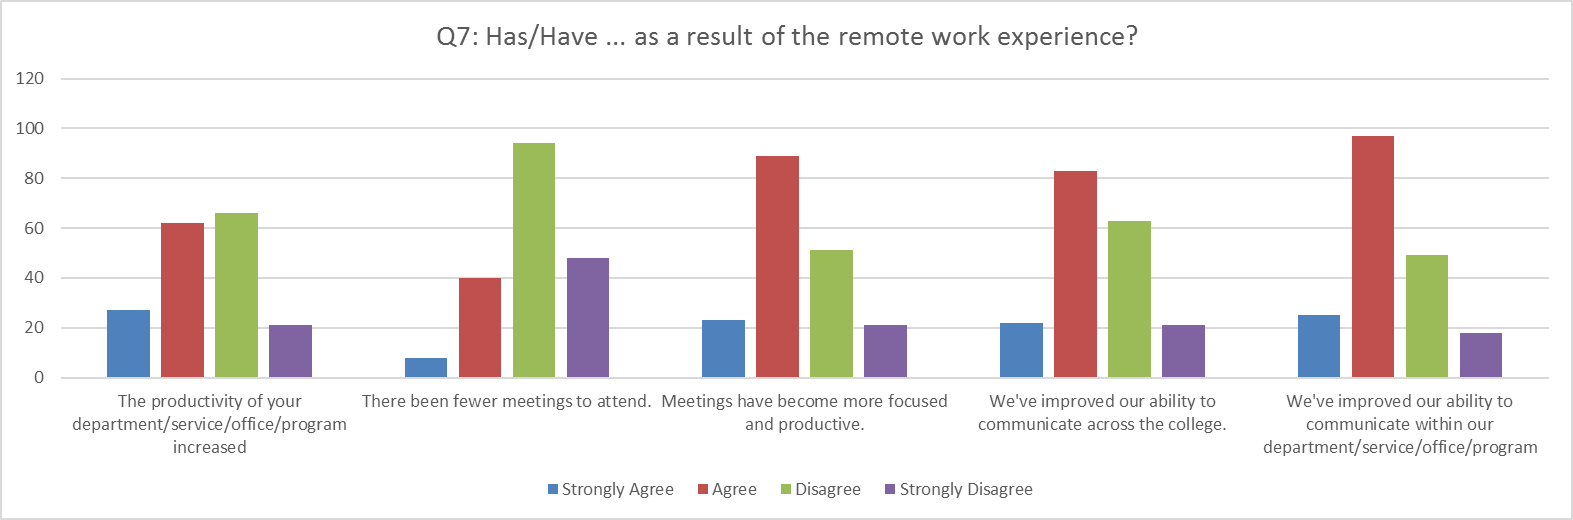 Q7: Has/Have ... as a result of the remote work experience?
120
100
80
60
40
20
0
The productivity of your
department/service/office/program
increased
There been fewer meetings to attend.
Meetings have become more focused
and productive.
We've improved our ability to
communicate across the college.
We've improved our ability to
communicate within our
department/service/office/program
Strongly Agree
Agree
Disagree
Strongly Disagree